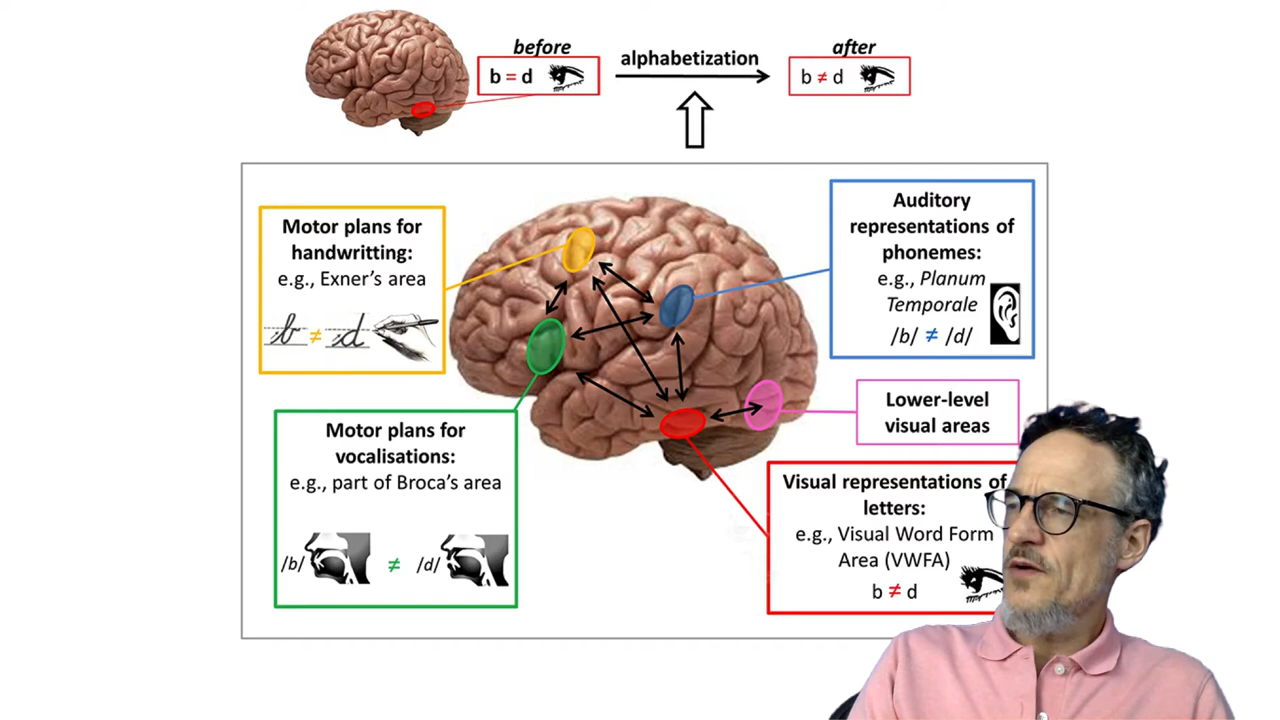 before
b = d
alphabetization
after
b ≠ d
Motor plans for
handwritting:
e.g., Exner's area
b ≠ d
Auditory
representations of
phonemes:
e.g., Planum
Temporale
/b/ ≠ /d/
Motor plans for
vocalisations:
e.g., part of Broca's area
/b/ ≠ /d/
Lower-level
visual areas
Visual representations of
letters:
e.g., Visual Word Form
Area (VWFA)
b ≠ d